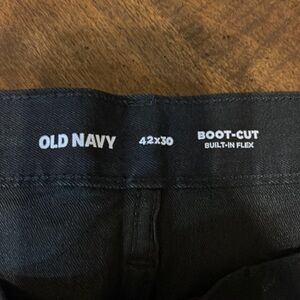 OLD NAVY
42x30
BOOT-CUT
BUILT-IN FLEX